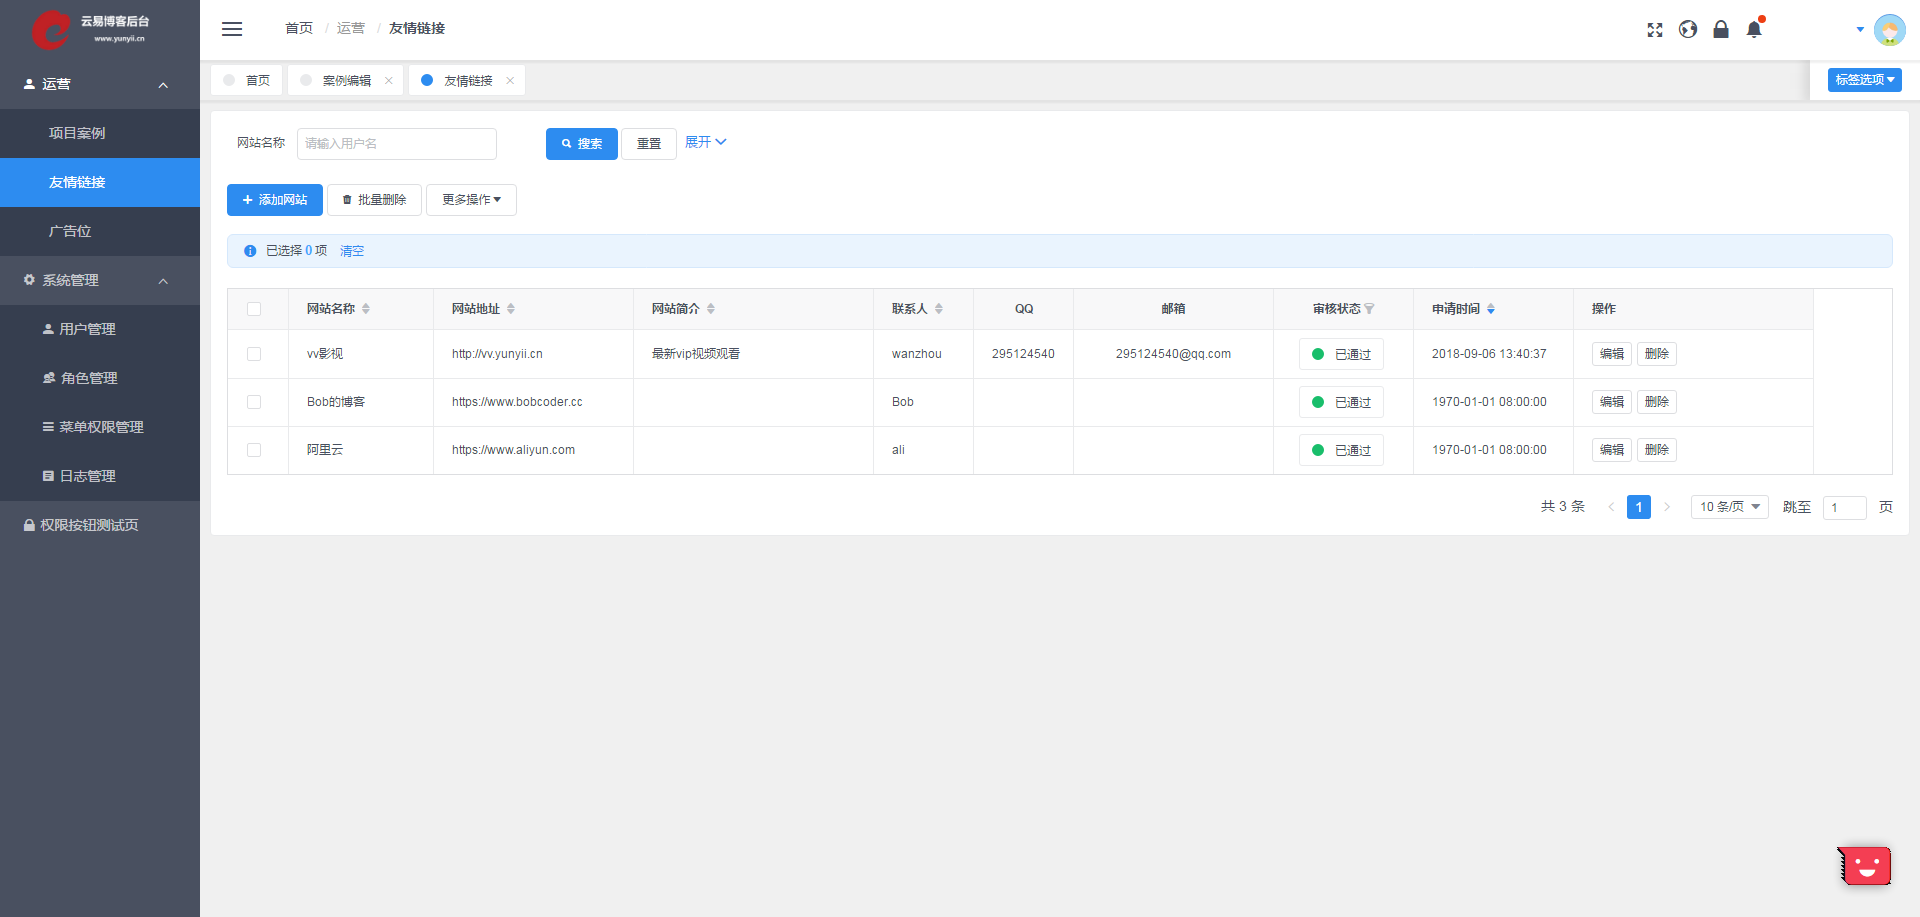 云易博客后台
www.yunyii.cn
首页 / 运营 / 友情链接
运营
项目案例
友情链接
广告位
系统管理
用户管理
角色管理
菜单权限管理
日志管理
权限按钮测试页
首页 案例编辑 友情链接 标签选项
网站名称 请输入用户名 搜索 重置 展开
添加网站 批量删除 更多操作
已选择 0 项 清空
网站名称 网站地址 网站简介 联系人 QQ 邮箱 审核状态 申请时间 操作
vv影视 http://vv.yunyii.cn 最新vip视频观看 wanzhou 295124540 295124540@qq.com 已通过 2018-09-06 13:40:37 编辑 删除
Bob的博客 https://www.bobcoder.cc Bob 已通过 1970-01-01 08:00:00 编辑 删除
阿里云 https://www.aliyun.com ali 已通过 1970-01-01 08:00:00 编辑 删除
共 3 条 1 10 条/页 跳至 1 页